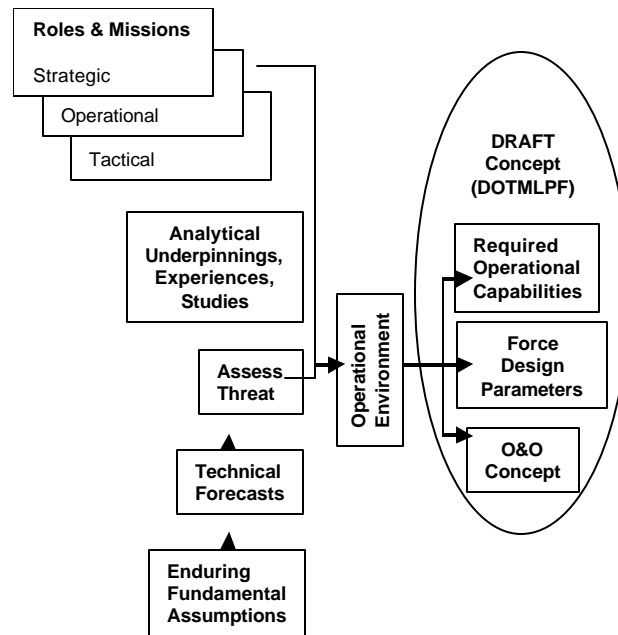 Roles & Missions
Strategic
Operational
Tactical
Analytical
Underpinnings,
Experiences,
Studies
Assess
Threat
Technical
Forecasts
Enduring
Fundamental
Assumptions
Operational
Environment
DRAFT
Concept
(DOTMLPF)
Required
Operational
Capabilities
Force
Design
Parameters
O&O
Concept